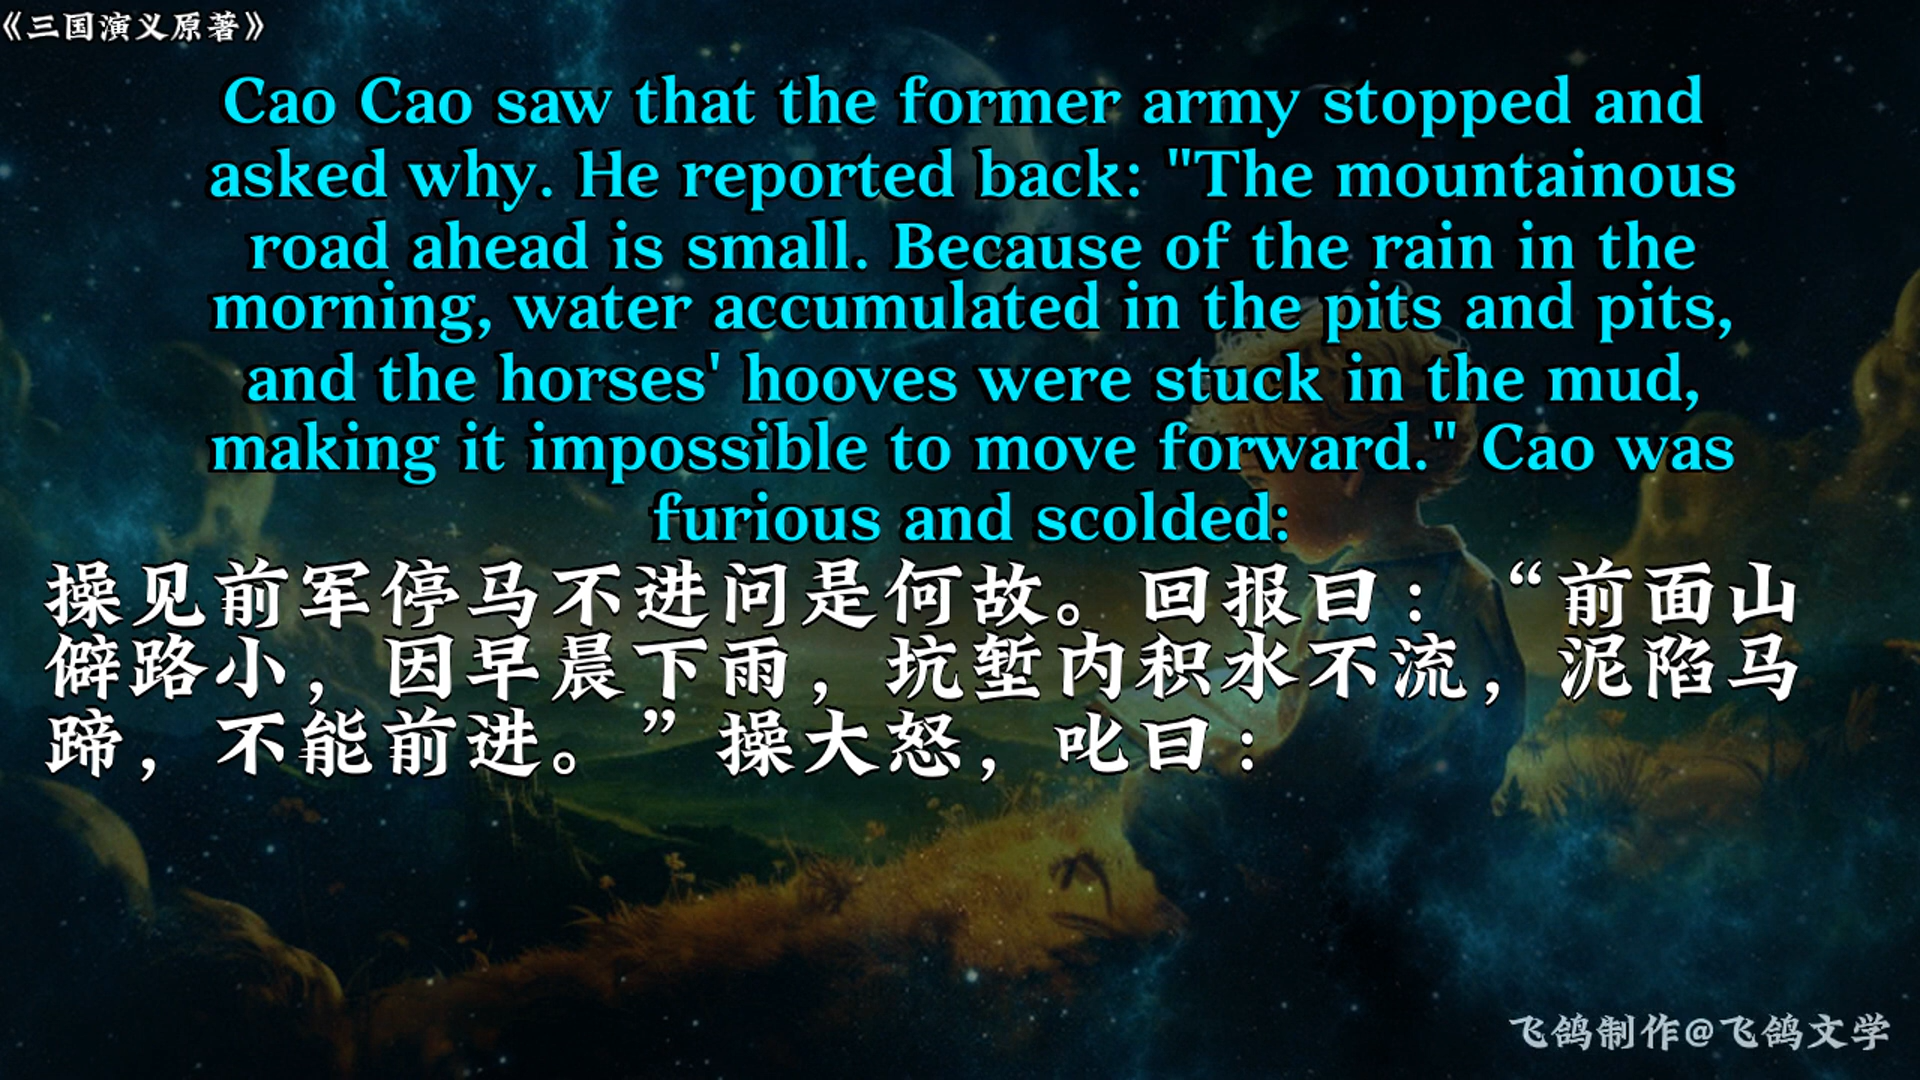 《三国演义原著》
Cao Cao saw that the former army stopped and
asked why. He reported back: "The mountainous
road ahead is small. Because of the rain in the
morning, water accumulated in the pits and pits,
and the horses' hooves were stuck in the mud,
making it impossible to move forward." Cao was
furious and scolded:
操见前军停马不进问是何故。回报曰：“前面山
僻路小，因早晨下雨，坑堑内积水不流，泥陷马
蹄，不能前进。”操大怒，叱曰：
飞鸽制作@飞鸽文学